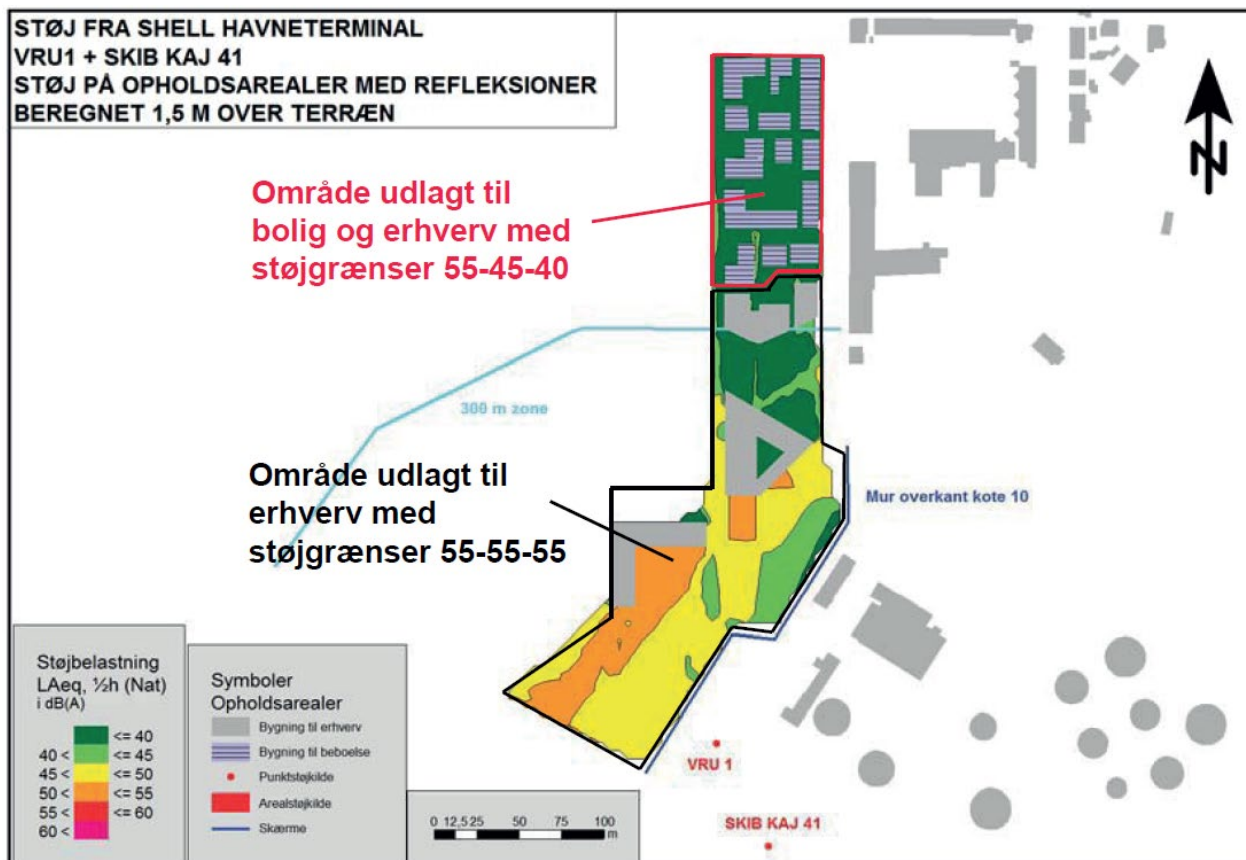 STØJ FRA SHELL HAVNETERMINAL
VRU1 + SKIB KAJ 41
STØJ PÅ OPHOLDSAREALER MED REFLEKSIONER
BEREGNET 1,5 M OVER TERRÆN
N
Område udlagt til
bolig og erhverv med
støjgrænser 55-45-40
300 m zone
Område udlagt til
erhverv med
støjgrænser 55-55-55
Mur overkant kote 10
Støjbelastning
LAeq, ½h (Nat)
i dB(A)
<= 40
40 < <= 45
45 < <= 50
50 < <= 55
55 < <= 60
60 <
Symboler
Opholdsarealer
Bygning til erhverv
Bygning til beboelse
Punktstøjkilde
Arealstøjkilde
Skærme
0 12,5 25 50 75 100
m
VRU 1
SKIB KAJ 41